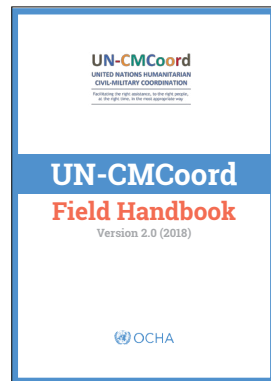 UN-CMCoord
UNITED NATIONS HUMANITARIAN
CIVIL-MILITARY COORDINATION
Facilitating the right assistance, to the right people,
at the right time, in the most appropriate way
UN-CMCoord
Field Handbook
Version 2.0 (2018)
OCHA